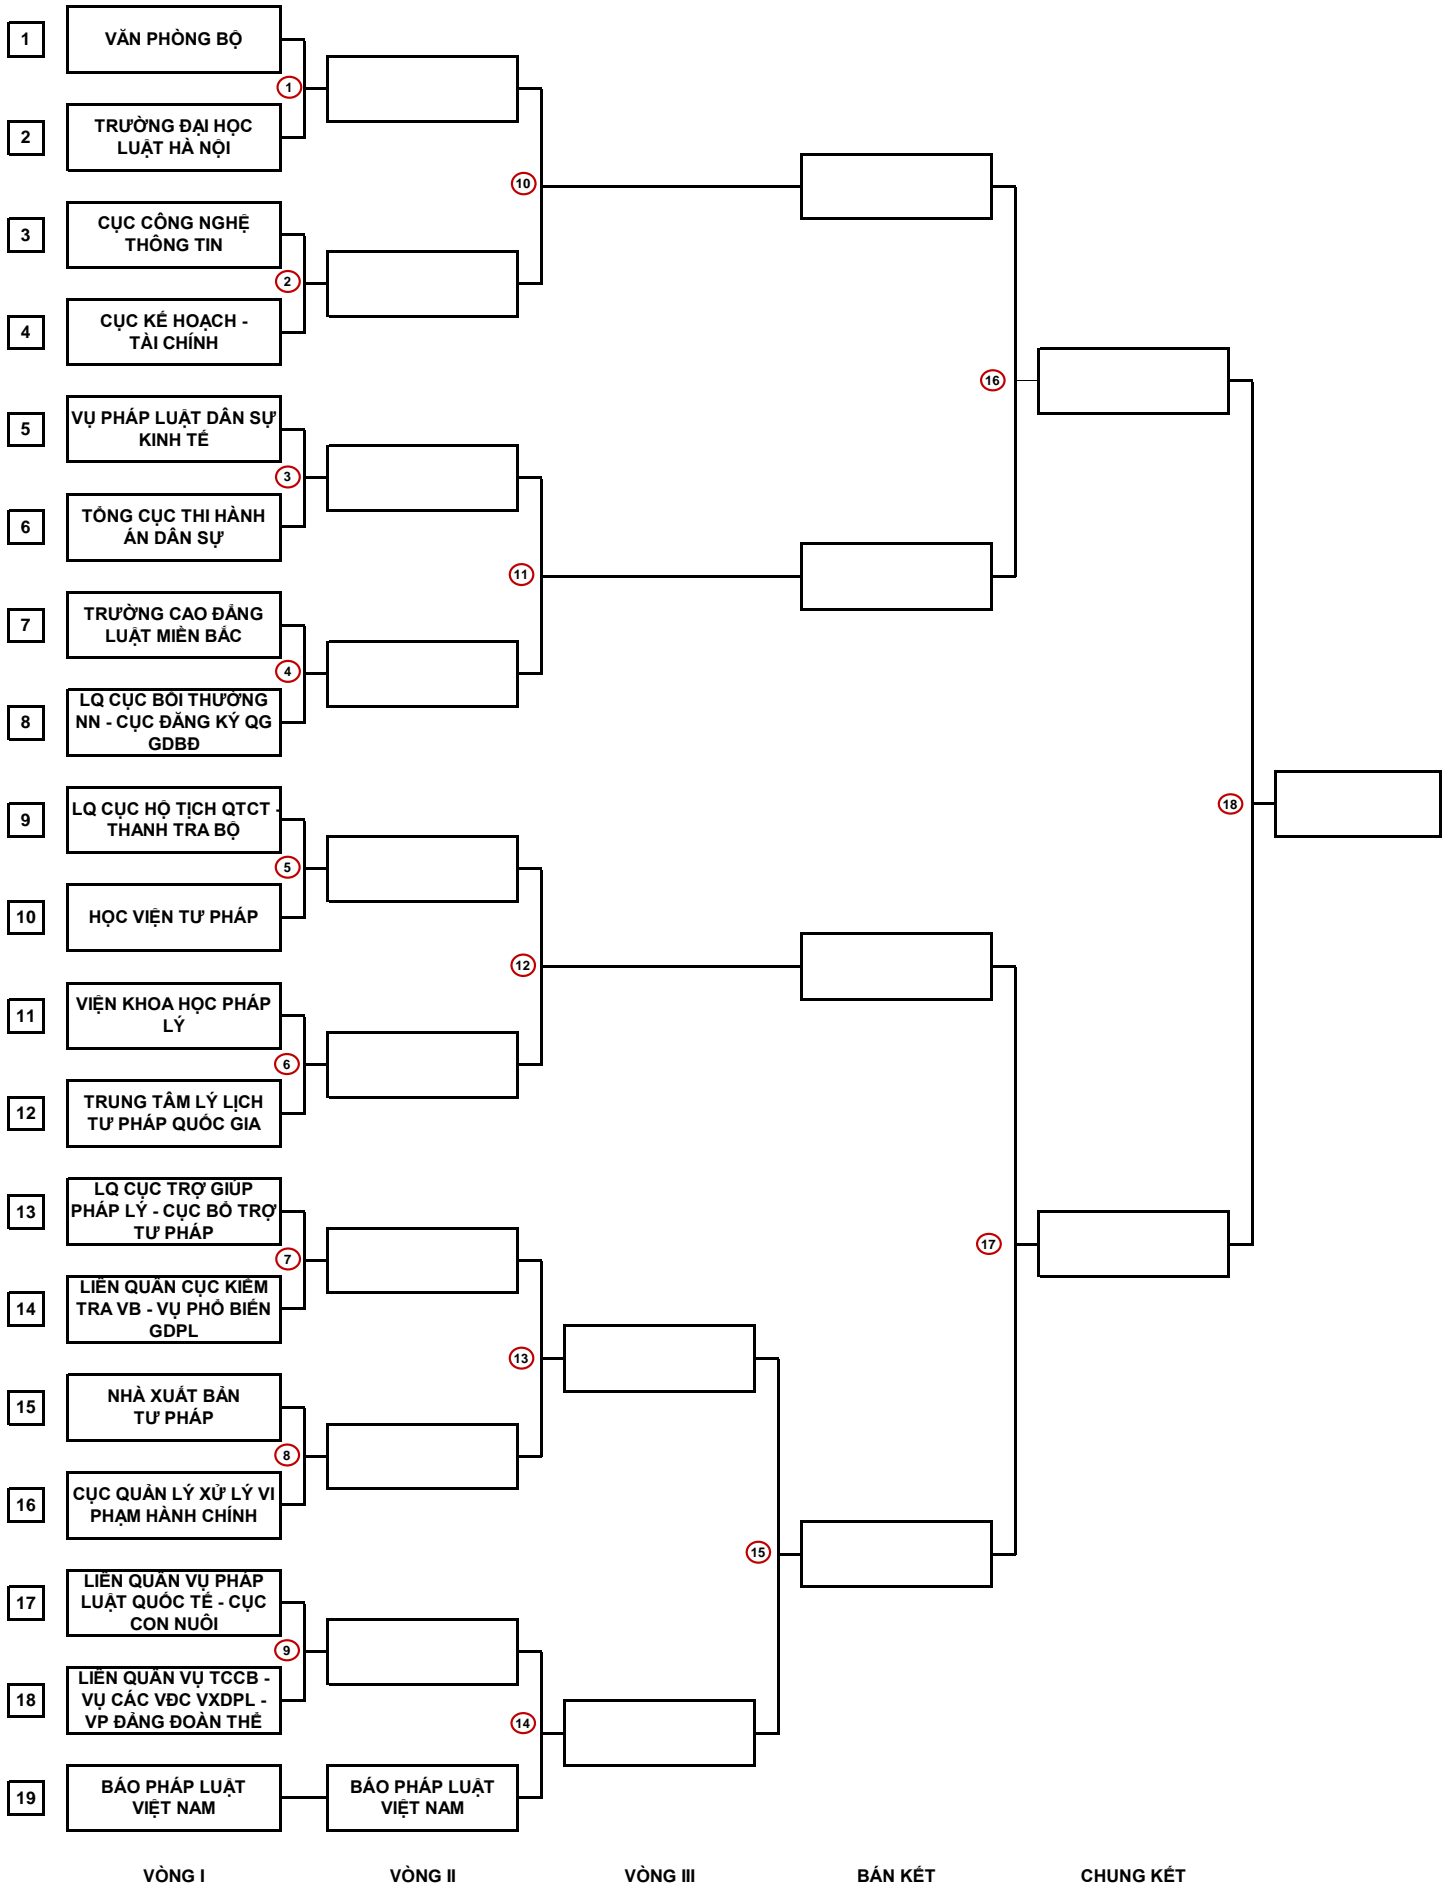 1
VĂN PHÒNG BỘ
1
2
TRƯỜNG ĐẠI HỌC
LUẬT HÀ NỘI
10
3
CỤC CÔNG NGHỆ
THÔNG TIN
2
4
CỤC KẾ HOẠCH -
TÀI CHÍNH
16
5
VỤ PHÁP LUẬT DÂN SỰ
KINH TẾ
3
6
TỔNG CỤC THI HÀNH
ÁN DÂN SỰ
11
7
TRƯỜNG CAO ĐẲNG
LUẬT MIỀN BẮC
4
8
LQ CỤC BỒI THƯỜNG
NN - CỤC ĐĂNG KÝ QG
GDBĐ
18
9
LQ CỤC HỘ TỊCH QTCT -
THANH TRA BỘ
5
10
HỌC VIỆN TƯ PHÁP
12
11
VIỆN KHOA HỌC PHÁP
LÝ
6
12
TRUNG TÂM LÝ LỊCH
TƯ PHÁP QUỐC GIA
13
LQ CỤC TRỢ GIÚP
PHÁP LÝ - CỤC BỔ TRỢ
TƯ PHÁP
17
7
14
LIÊN QUÂN CỤC KIỂM
TRA VB - VỤ PHỔ BIẾN
GDPL
13
15
NHÀ XUẤT BẢN
TƯ PHÁP
8
16
CỤC QUẢN LÝ XỬ LÝ VI
PHẠM HÀNH CHÍNH
15
17
LIÊN QUÂN VỤ PHÁP
LUẬT QUỐC TẾ - CỤC
CON NUÔI
9
18
LIÊN QUÂN VỤ TCCB -
VỤ CÁC VĐC VXDPL -
VP ĐẢNG ĐOÀN THỂ
14
19
BÁO PHÁP LUẬT
VIỆT NAM
BÁO PHÁP LUẬT
VIỆT NAM
VÒNG I
VÒNG II
VÒNG III
BÁN KẾT
CHUNG KẾT